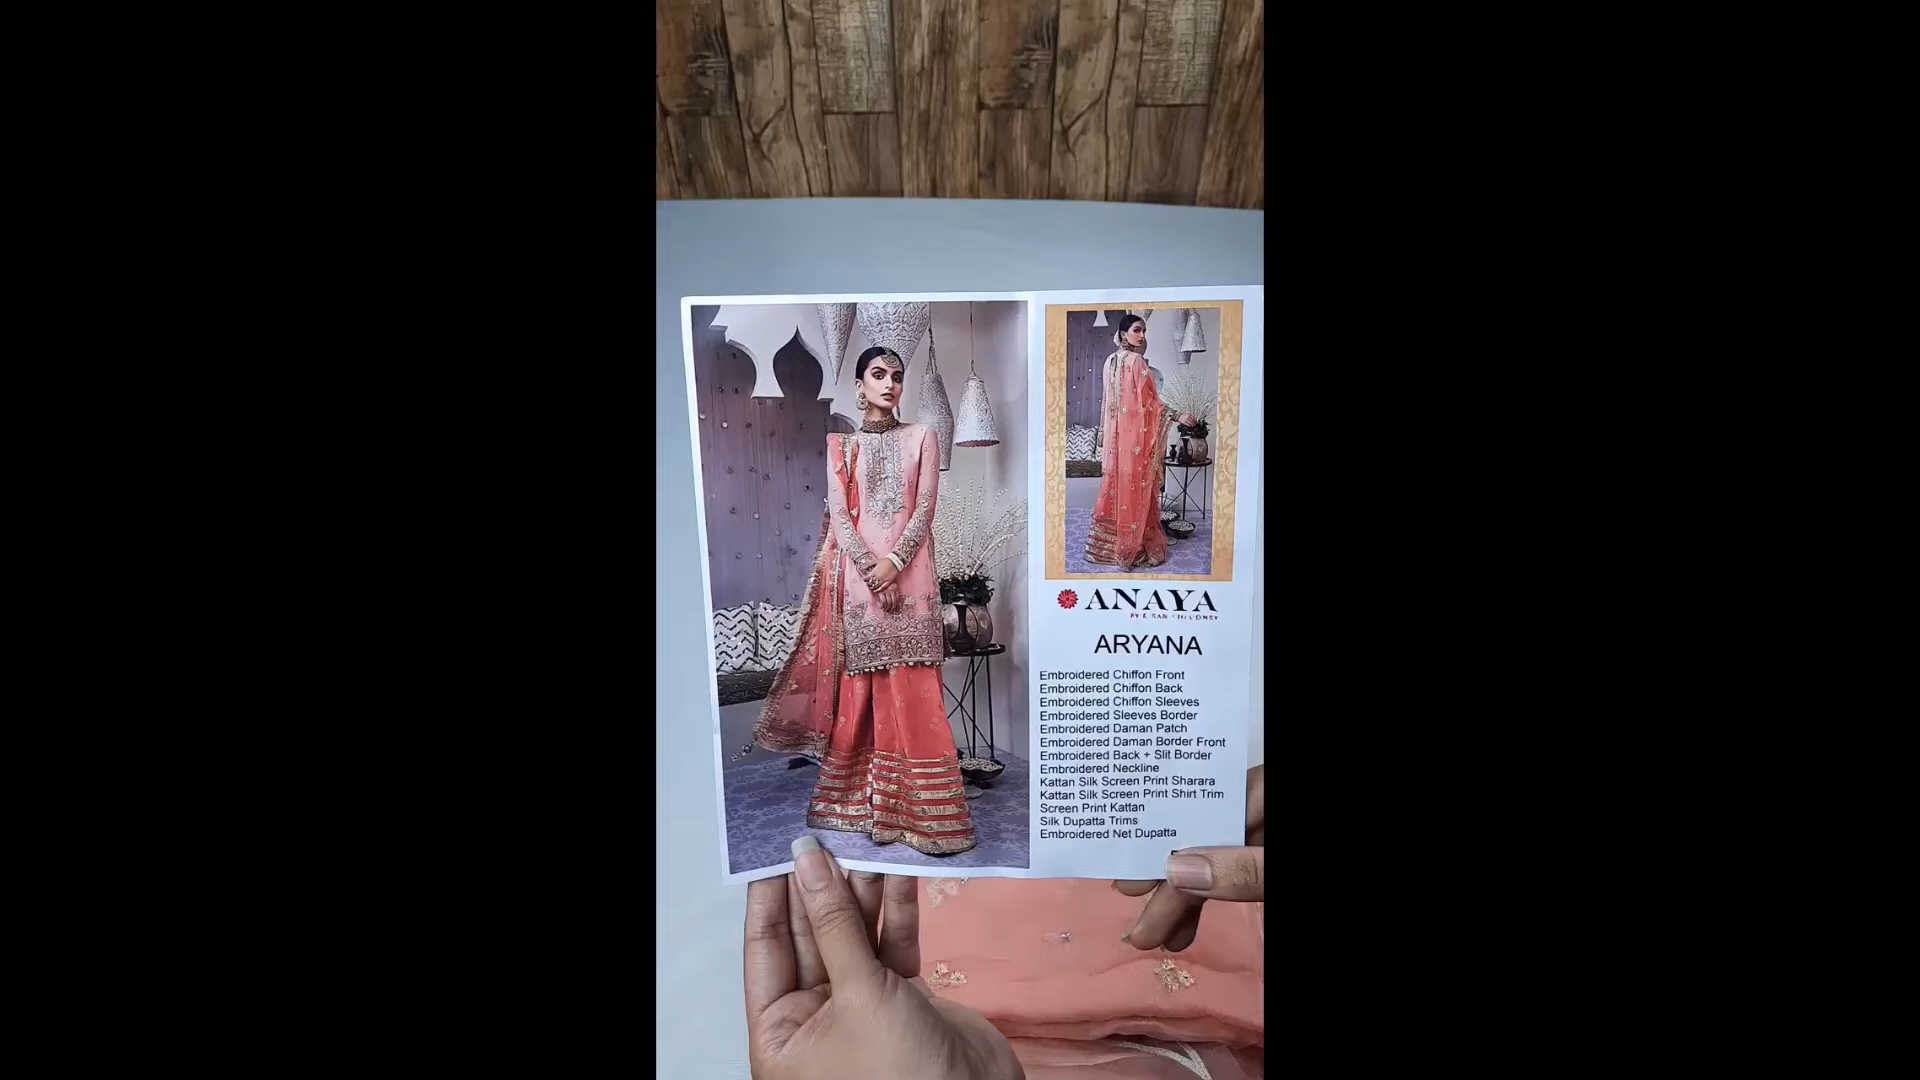 ANAYA
ARYANA
Embroidered Chiffon Front
Embroidered Chiffon Back
Embroidered Chiffon Sleeves
Embroidered Sleeves Border
Embroidered Daman Patch
Embroidered Daman Border Front
Embroidered Back + Slit Border
Embroidered Neckline
Kattan Silk Screen Print Sharara
Kattan Silk Screen Print Shirt Trim
Screen Print Kattan
Silk Dupatta Trims
Embroidered Net Dupatta